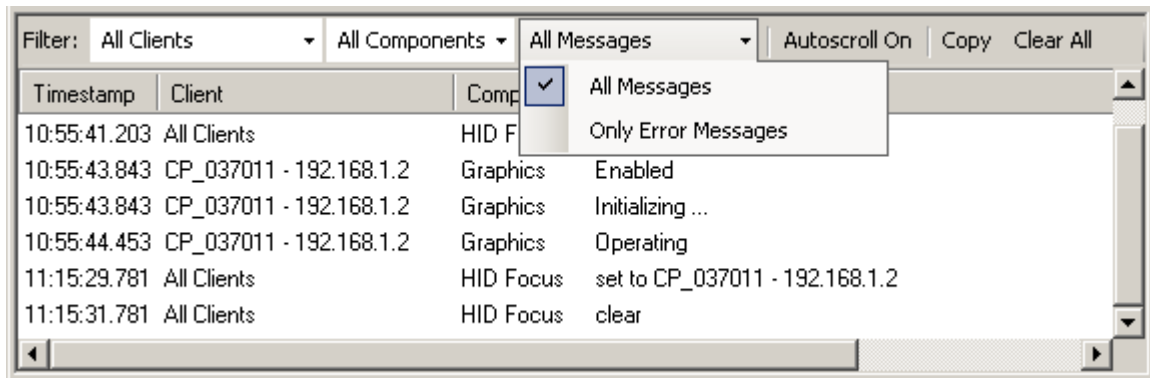 Filter: All Clients All Components All Messages Autoscroll On Copy Clear All
Timestamp Client Comp All Messages
10:55:41.203 All Clients HID F Only Error Messages
10:55:43.843 CP_037011 - 192.168.1.2 Graphics Enabled
10:55:43.843 CP_037011 - 192.168.1.2 Graphics Initializing ...
10:55:44.453 CP_037011 - 192.168.1.2 Graphics Operating
11:15:29.781 All Clients HID Focus set to CP_037011 - 192.168.1.2
11:15:31.781 All Clients HID Focus clear